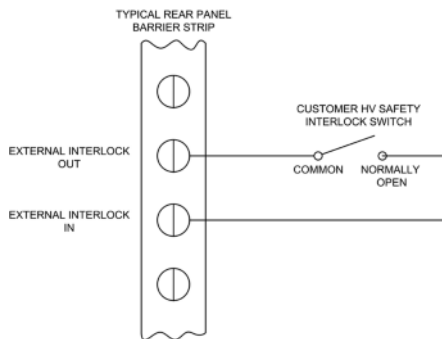 TYPICAL REAR PANEL
BARRIER STRIP
CUSTOMER HV SAFETY
INTERLOCK SWITCH
EXTERNAL INTERLOCK
OUT
COMMON
NORMALLY
OPEN
EXTERNAL INTERLOCK
IN